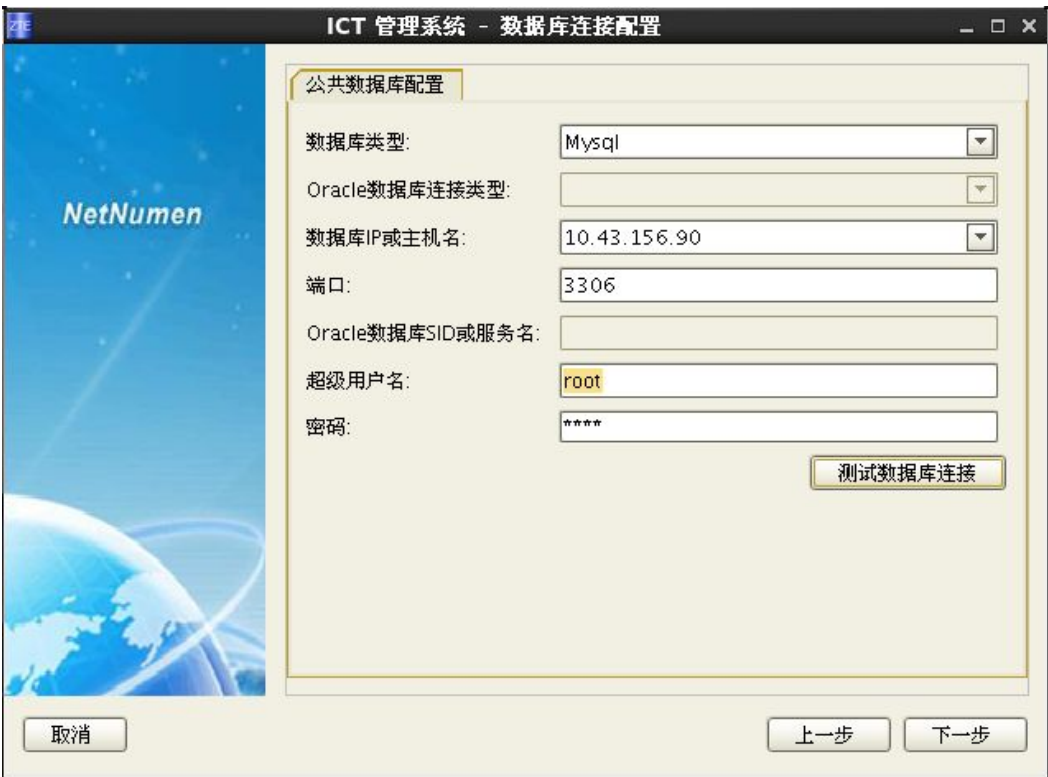 ZTE ICT 管理系统 - 数据库连接配置
NetNumen
公共数据库配置
数据库类型: Mysql
Oracle数据库连接类型:
数据库IP或主机名: 10.43.156.90
端口: 3306
Oracle数据库SID或服务名:
超级用户名: root
密码: ****
测试数据库连接
取消 上一步 下一步